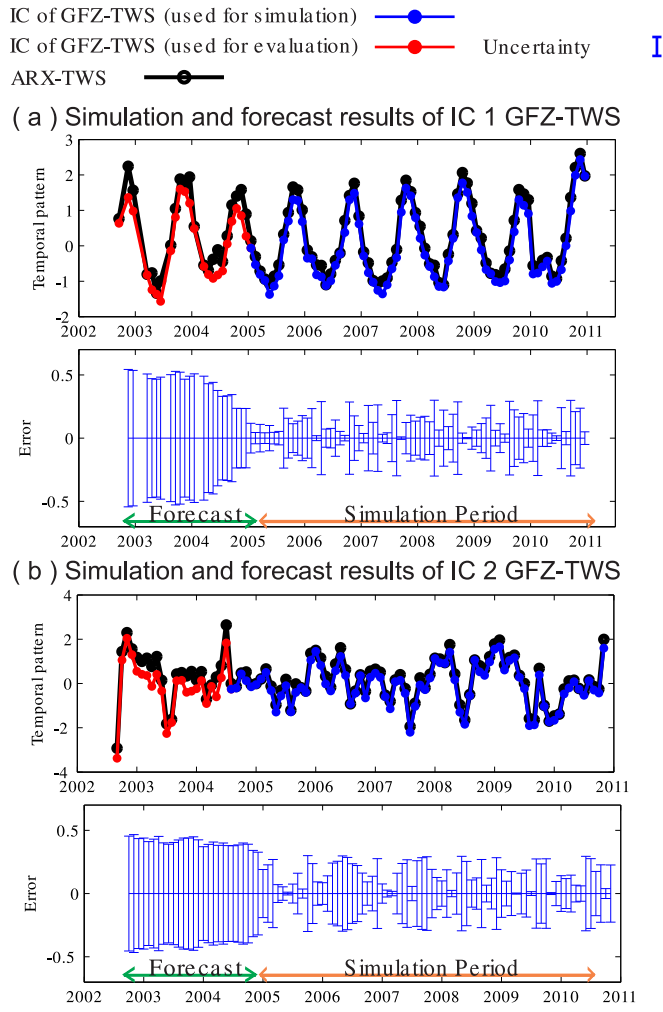 IC of GFZ-TWS (used for simulation)
IC of GFZ-TWS (used for evaluation) Uncertainty
ARX-TWS
( a ) Simulation and forecast results of IC 1 GFZ-TWS
Temporal pattern
3
2
1
0
-1
-2
2002 2003 2004 2005 2006 2007 2008 2009 2010 2011
Error
0.5
0
-0.5
Forecast Simulation Period
2002 2003 2004 2005 2006 2007 2008 2009 2010 2011
( b ) Simulation and forecast results of IC 2 GFZ-TWS
Temporal pattern
4
2
0
-2
-4
2002 2003 2004 2005 2006 2007 2008 2009 2010 2011
Error
0.5
0
-0.5
Forecast Simulation Period
2002 2003 2004 2005 2006 2007 2008 2009 2010 2011